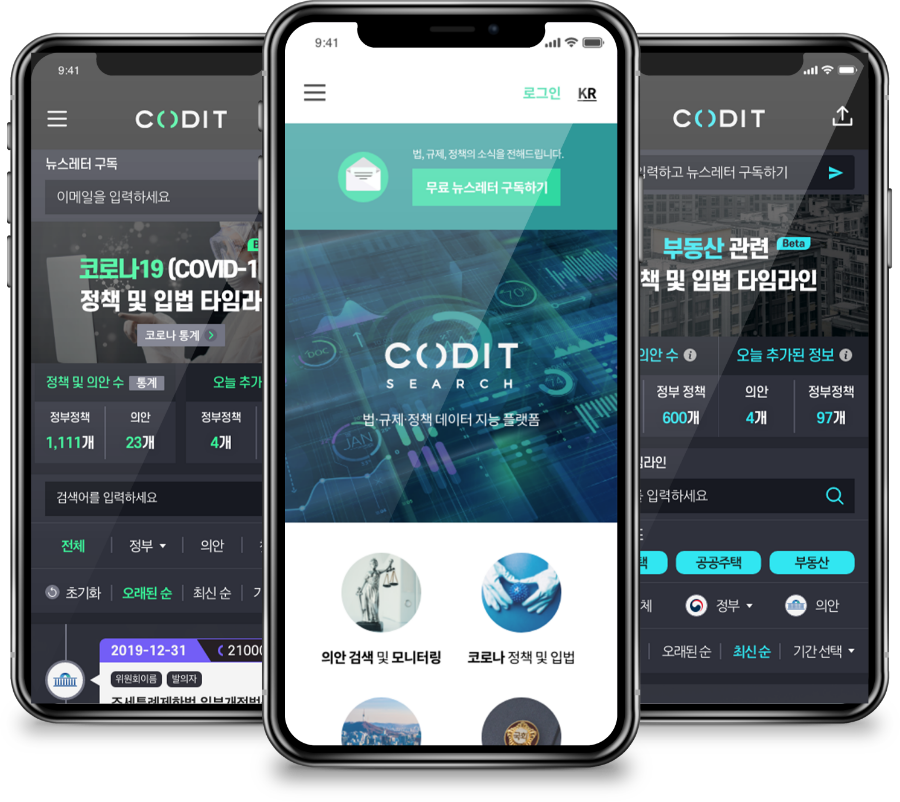 9:41
CODIT
뉴스레터 구독
이메일을 입력하세요
코로나19 (COVID-1
정책 및 입법 타임라
코로나 통계 >
정책 및 의안 수 통계
오늘 추가
정부정책
의안
정부정책
1,111개
23개
4개
검색어를 입력하세요
전체
정부
의안
초기화
오래된 순
최신 순
2019-12-31
2100
위원회이름
발의자
조세특례제한법 일부개정법
9:41
로그인
KR
법, 규제, 정책의 소식을 전해드립니다.
무료 뉴스레터 구독하기
70%
JAN
CODIT
SEARCH
법·규제·정책 데이터 지능 플랫폼
의안 검색 및 모니터링
코로나 정책 및 입법
국회
CODIT
입력하고 뉴스레터 구독하기
부동산 관련 Beta
책 및 입법 타임라인
의안 수
오늘 추가된 정보
정부 정책
의안
정부정책
600개
4개
97개
라인
입력하세요
택
공공주택
부동산
체
정부
의안
오래된 순
최신 순
기간 선택